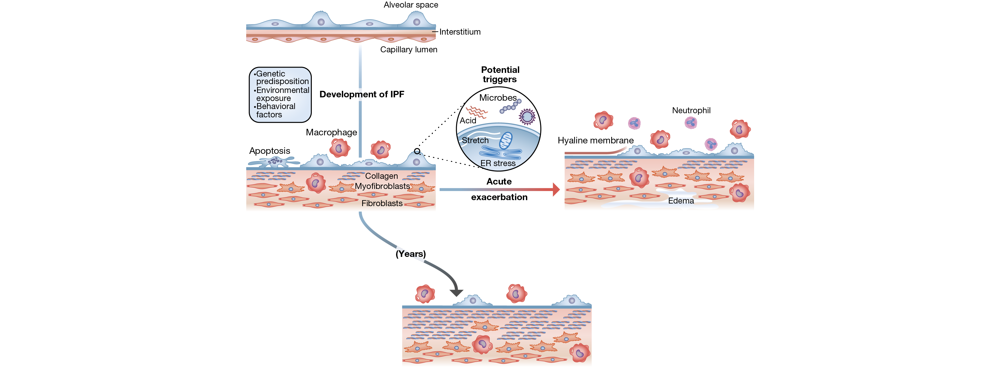 Alveolar space
Interstitium
Capillary lumen
•Genetic
predisposition
•Environmental
exposure
•Behavioral
factors
Development of IPF
Potential
triggers
Microbes
Acid
Stretch
ER stress
Macrophage
Apoptosis
Collagen
Myofibroblasts
Fibroblasts
Acute
exacerbation
Neutrophil
Hyaline membrane
Edema
(Years)